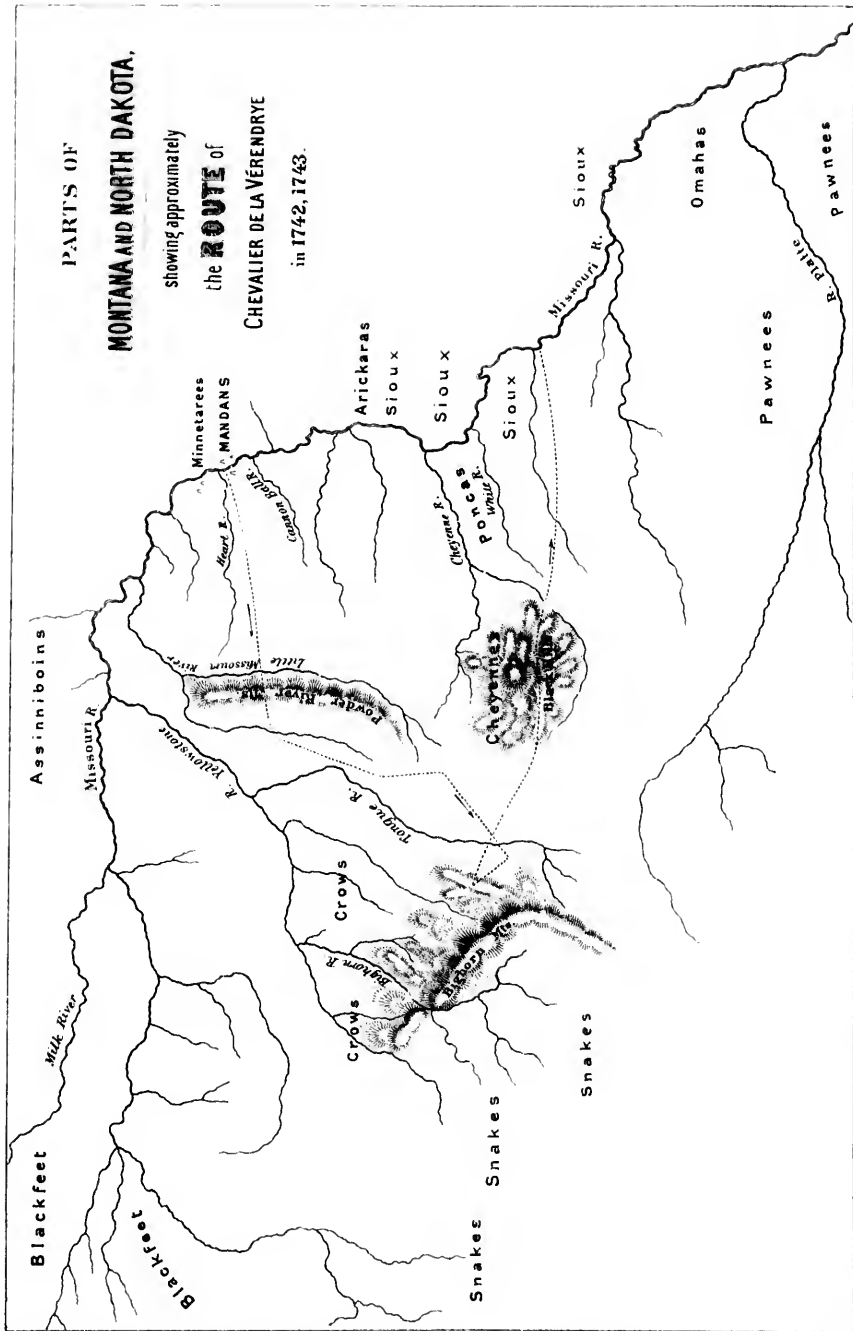 PARTS OF
MONTANA AND NORTH DAKOTA,
showing approximately
the ROUTE of
CHEVALIER DE LA VÉRENDRYE
in 1742, 1743.
Blackfeet
Blackfeet
Milk River
Missouri R
Assinniboins
R. Yellowstone
Little Missouri River
Powder River Mts.
Heart R.
Cannon Ball R.
Minnetarees
MANDANS
Arickaras
Sioux
Sioux
Sioux
Cheyenne R.
Poncas
White R.
Cheyennes
Black Hills
Tongue R.
Crows
Bighorn R.
Crows
Bighorn Mts
Snakes
Snakes
Snakes
Missouri R.
Sioux
Omahas
Pawnees
R. Platte
Pawnees